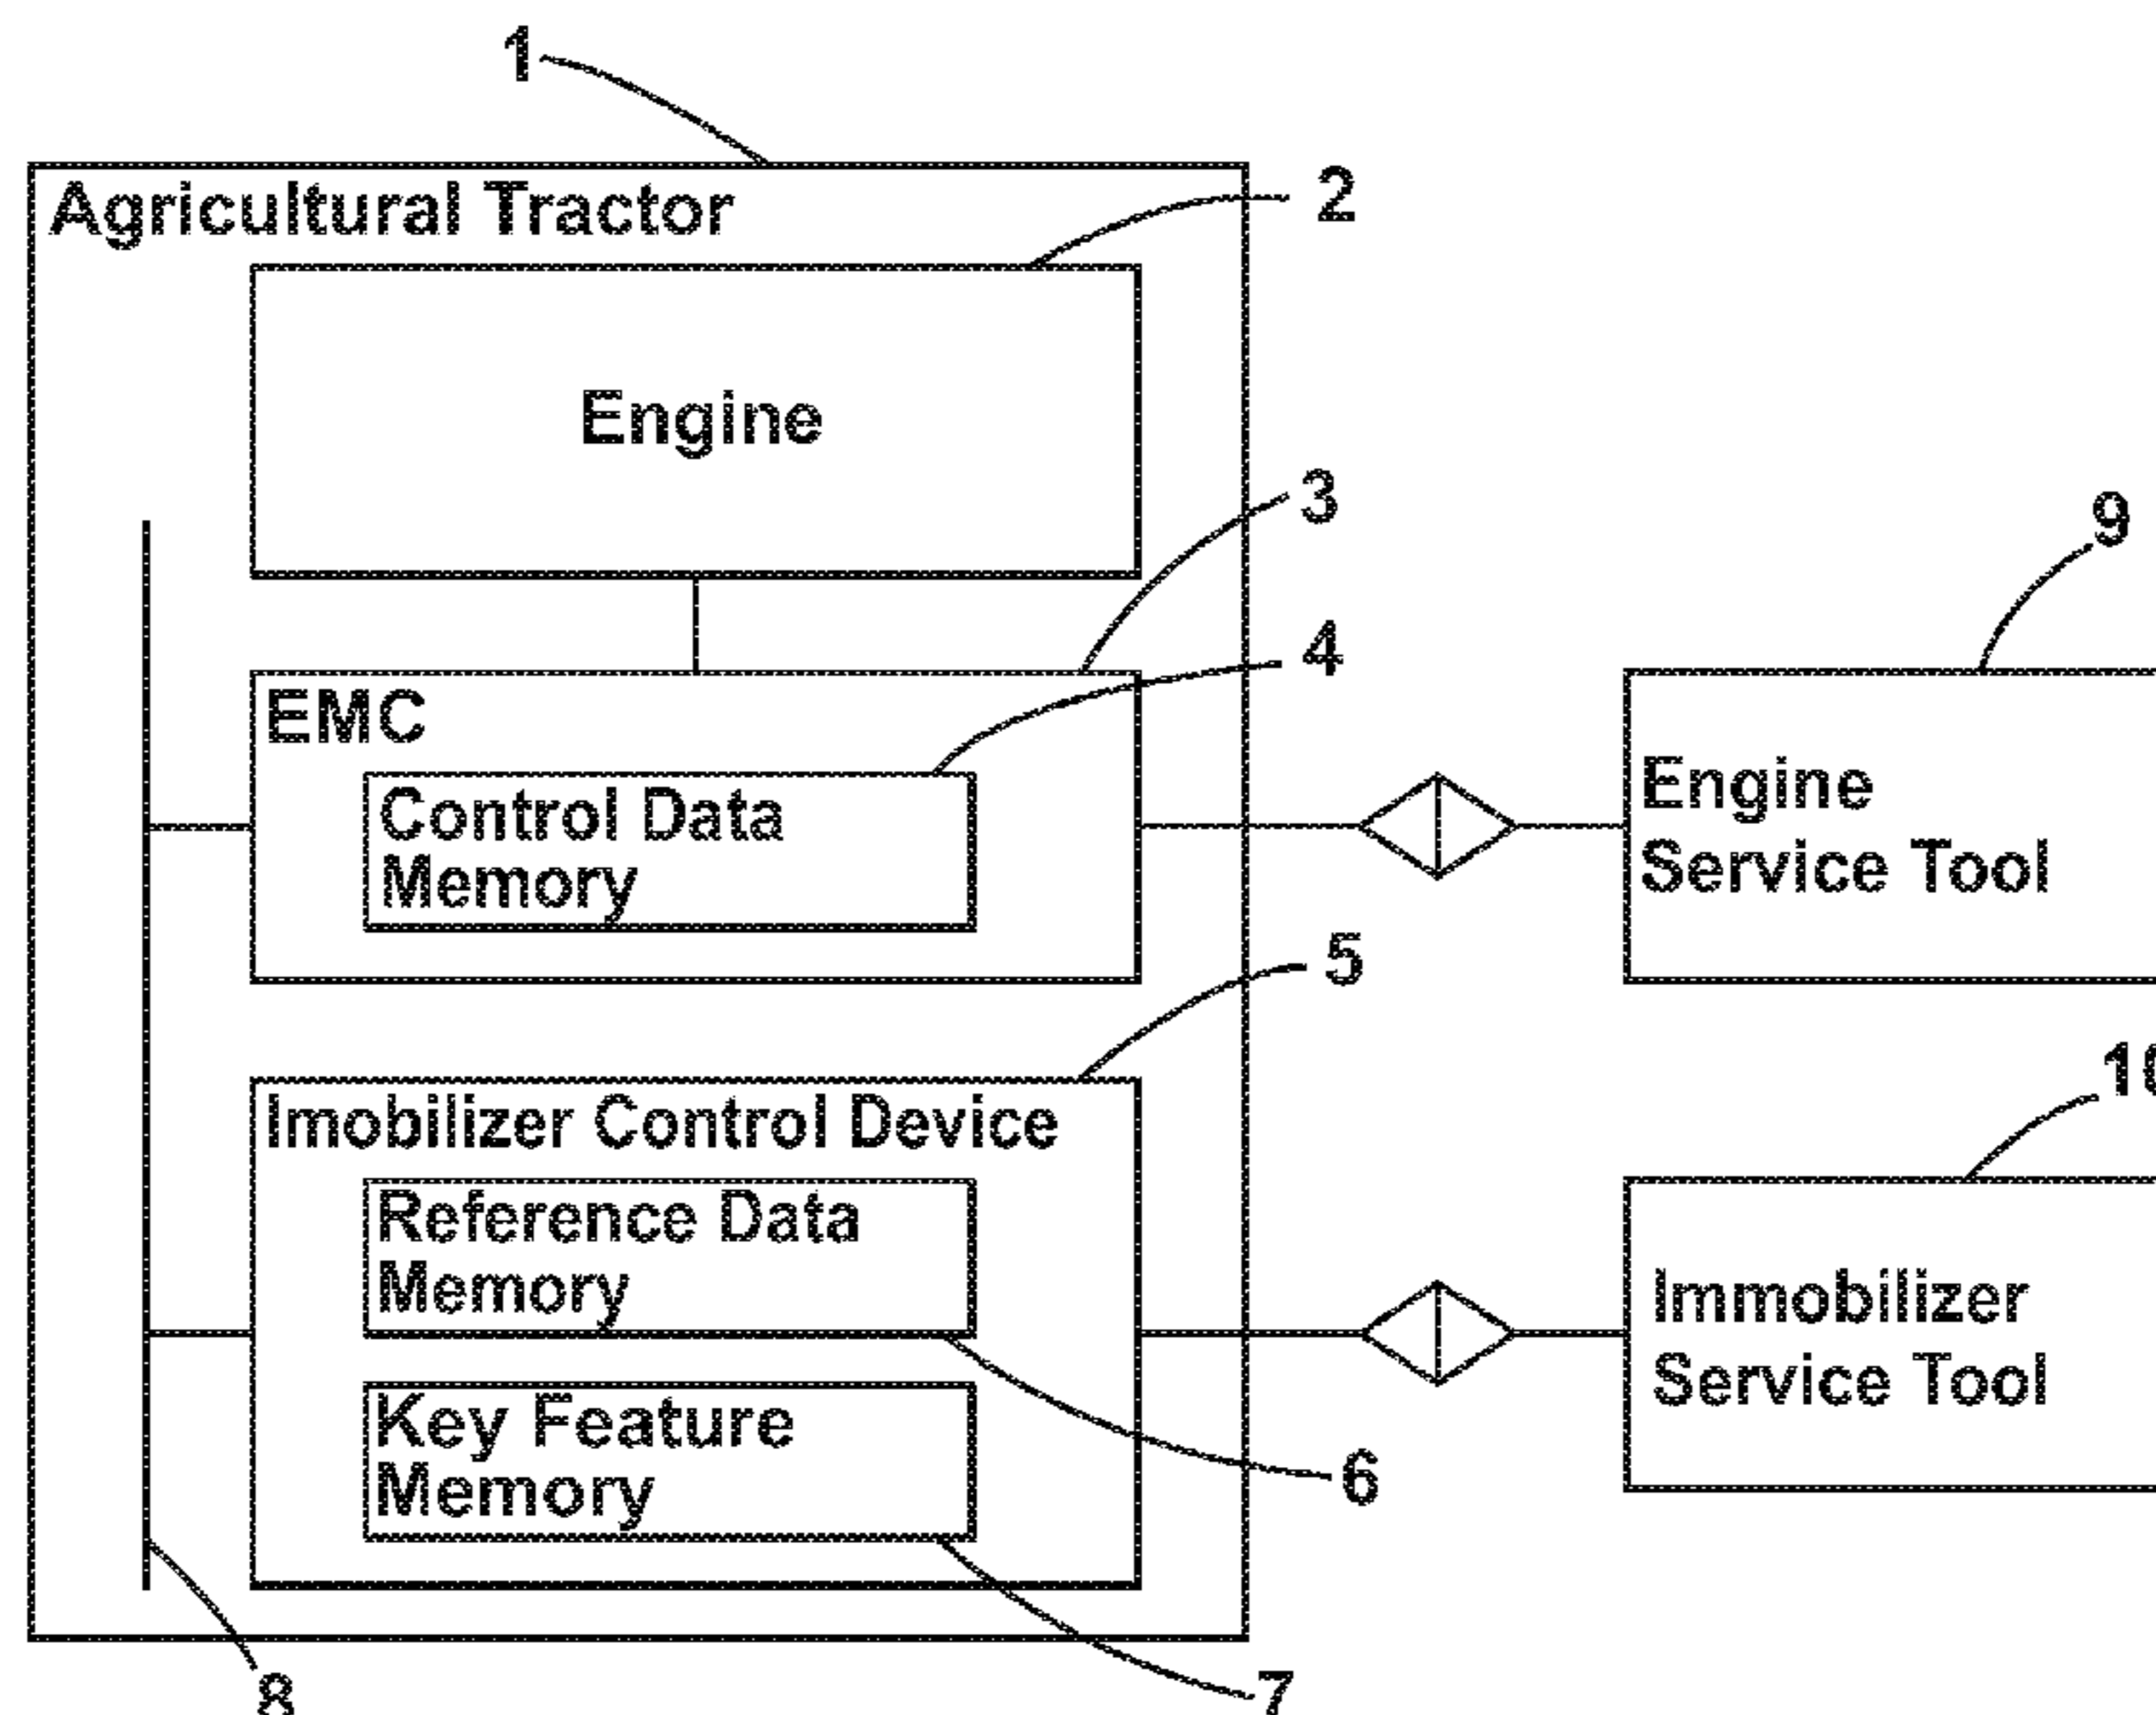 1
Agricultural Tractor
2
Engine
3
9
4
EMC
Control Data
Memory
Engine
Service Tool
5
10
Imobilizer Control Device
Reference Data
Memory
Immobilizer
Service Tool
Key Feature
Memory
6
8
7